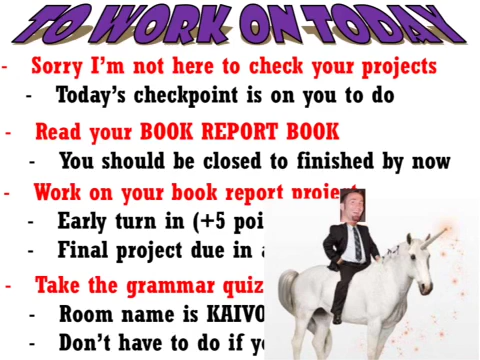 TO WORK ON TODAY
- Sorry I'm not here to check your projects
- Today's checkpoint is on you to do
- Read your BOOK REPORT BOOK
- You should be closed to finished by now
- Work on your book report project
- Early turn in (+5
- Final project due in
- Take the grammar quiz
- Room name is
- Don't have to do if